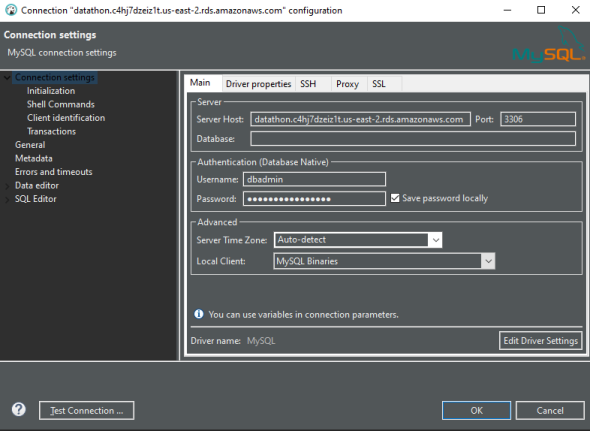 Connection "datathon.c4hj7dzeiz1t.us-east-2.rds.amazonaws.com" configuration
Connection settings
MySQL connection settings
MySQL
Connection settings
Initialization
Shell Commands
Client identification
Transactions
General
Metadata
Errors and timeouts
Data editor
SQL Editor
Main Driver properties SSH Proxy SSL
Server
Server Host: datathon.c4hj7dzeiz1t.us-east-2.rds.amazonaws.com Port: 3306
Database:
Authentication (Database Native)
Username: dbadmin
Password: •••••••••••••••• Save password locally
Advanced
Server Time Zone: Auto-detect
Local Client: MySQL Binaries
You can use variables in connection parameters.
Driver name: MySQL Edit Driver Settings
? Test Connection ... OK Cancel